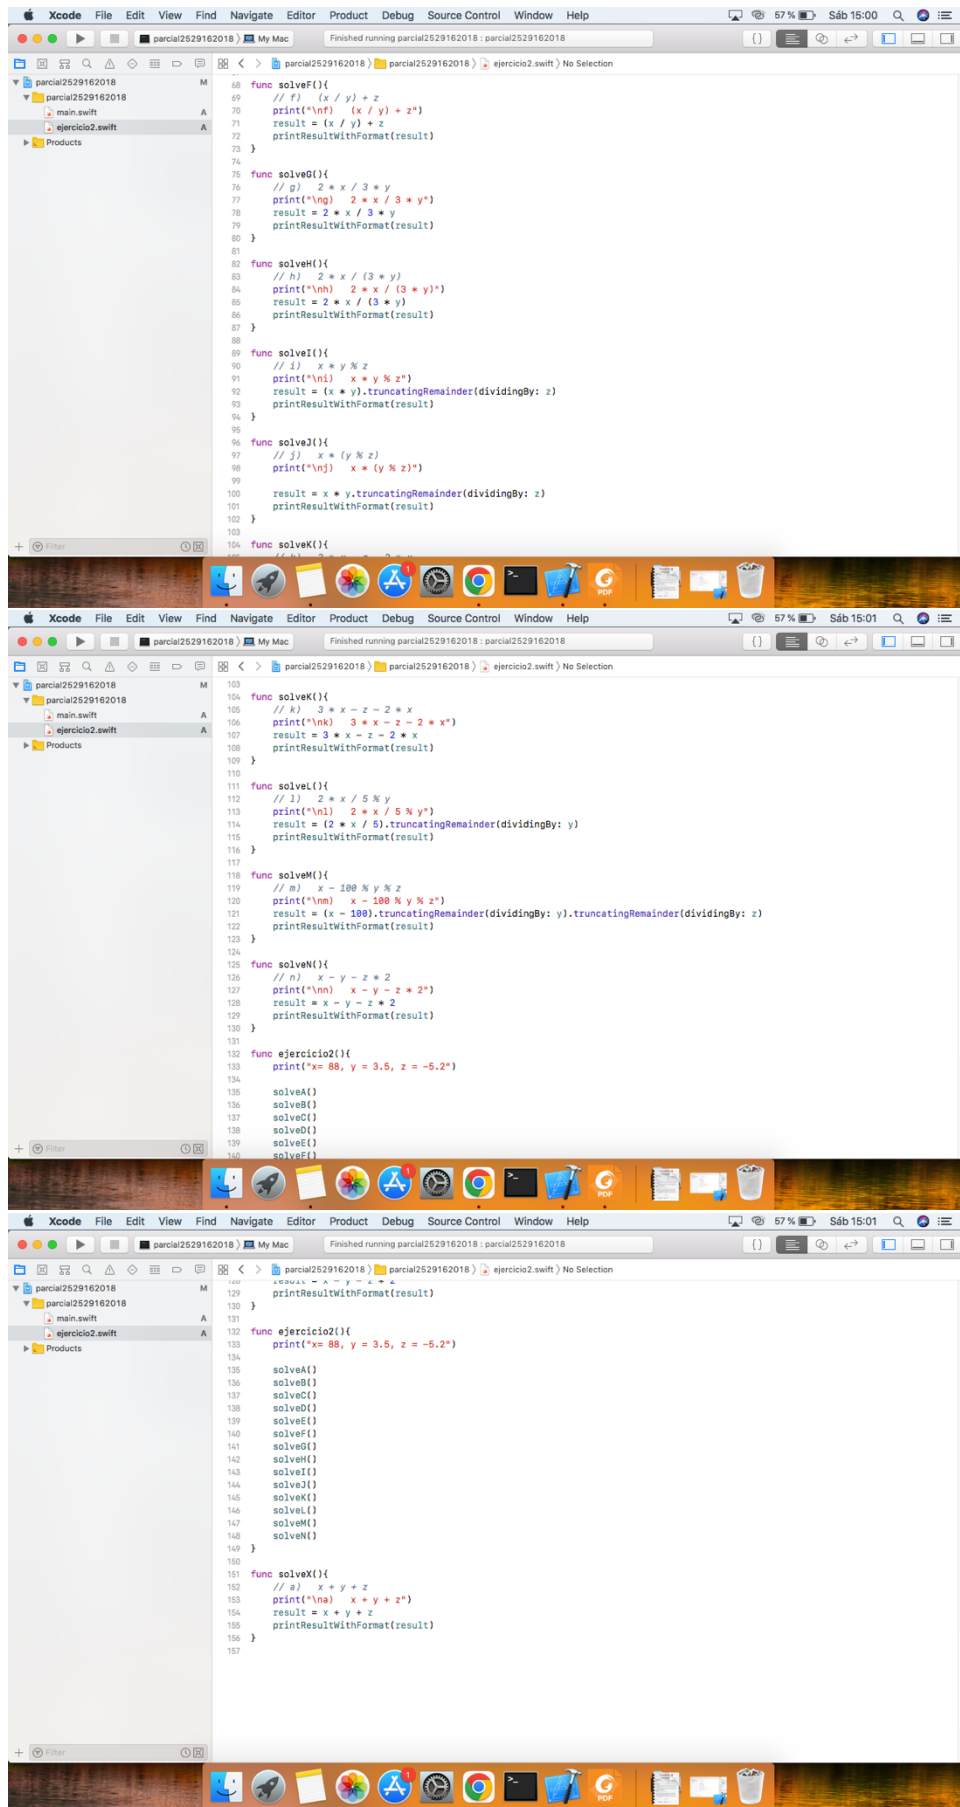 Xcode File Edit View Find Navigate Editor Product Debug Source Control Window Help 57 % Sáb 15:00
parcial2529162018 My Mac Finished running parcial2529162018 : parcial2529162018
parcial2529162018 parcial2529162018 ejercicio2.swift No Selection
parcial2529162018 M
parcial2529162018
main.swift A
ejercicio2.swift A
Products
68 func solveF(){
69 // f) (x / y) + z
70 print("\nf) (x / y) + z")
71 result = (x / y) + z
72 printResultWithFormat(result)
73 }
74
75 func solveG(){
76 // g) 2 * x / 3 * y
77 print("\ng) 2 * x / 3 * y")
78 result = 2 * x / 3 * y
79 printResultWithFormat(result)
80 }
81
82 func solveH(){
83 // h) 2 * x / (3 * y)
84 print("\nh) 2 * x / (3 * y)")
85 result = 2 * x / (3 * y)
86 printResultWithFormat(result)
87 }
88
89 func solveI(){
90 // i) x * y % z
91 print("\ni) x * y % z")
92 result = (x * y).truncatingRemainder(dividingBy: z)
93 printResultWithFormat(result)
94 }
95
96 func solveJ(){
97 // j) x * (y % z)
98 print("\nj) x * (y % z)")
99
100 result = x * y.truncatingRemainder(dividingBy: z)
101 printResultWithFormat(result)
102 }
103
104 func solveK(){
Filter
1
PDF
Xcode File Edit View Find Navigate Editor Product Debug Source Control Window Help 57 % Sáb 15:01
parcial2529162018 My Mac Finished running parcial2529162018 : parcial2529162018
parcial2529162018 parcial2529162018 ejercicio2.swift No Selection
parcial2529162018 M
parcial2529162018
main.swift A
ejercicio2.swift A
Products
103
104 func solveK(){
105 // k) 3 * x - z - 2 * x
106 print("\nk) 3 * x - z - 2 * x")
107 result = 3 * x - z - 2 * x
108 printResultWithFormat(result)
109 }
110
111 func solveL(){
112 // l) 2 * x / 5 % y
113 print("\nl) 2 * x / 5 % y")
114 result = (2 * x / 5).truncatingRemainder(dividingBy: y)
115 printResultWithFormat(result)
116 }
117
118 func solveM(){
119 // m) x - 100 % y % z
120 print("\nm) x - 100 % y % z")
121 result = (x - 100).truncatingRemainder(dividingBy: y).truncatingRemainder(dividingBy: z)
122 printResultWithFormat(result)
123 }
124
125 func solveN(){
126 // n) x - y - z * 2
127 print("\nn) x - y - z * 2")
128 result = x - y - z * 2
129 printResultWithFormat(result)
130 }
131
132 func ejercicio2(){
133 print("x= 88, y = 3.5, z = -5.2")
134
135 solveA()
136 solveB()
137 solveC()
138 solveD()
139 solveE()
140 solveF()
Filter
1
PDF
Xcode File Edit View Find Navigate Editor Product Debug Source Control Window Help 57 % Sáb 15:01
parcial2529162018 My Mac Finished running parcial2529162018 : parcial2529162018
parcial2529162018 parcial2529162018 ejercicio2.swift No Selection
parcial2529162018 M
parcial2529162018
main.swift A
ejercicio2.swift A
Products
128 result = x - y - z * 2
129 printResultWithFormat(result)
130 }
131
132 func ejercicio2(){
133 print("x= 88, y = 3.5, z = -5.2")
134
135 solveA()
136 solveB()
137 solveC()
138 solveD()
139 solveE()
140 solveF()
141 solveG()
142 solveH()
143 solveI()
144 solveJ()
145 solveK()
146 solveL()
147 solveM()
148 solveN()
149 }
150
151 func solveX(){
152 // a) x + y + z
153 print("\na) x + y + z")
154 result = x + y + z
155 printResultWithFormat(result)
156 }
157
Filter
1
PDF